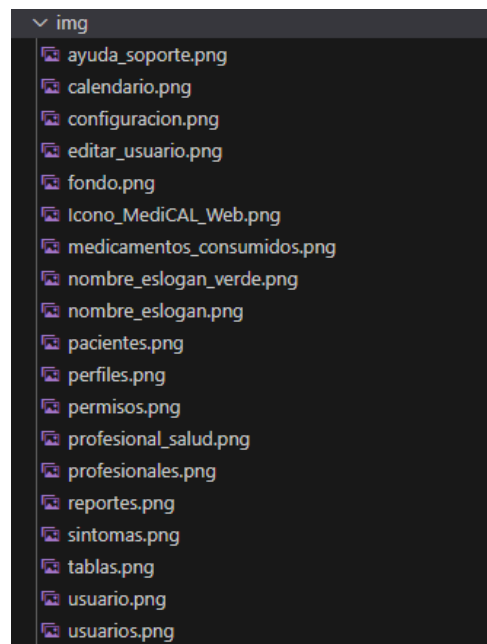 img
ayuda_soporte.png
calendario.png
configuracion.png
editar_usuario.png
fondo.png
Icono_MediCAL_Web.png
medicamentos_consumidos.png
nombre_eslogan_verde.png
nombre_eslogan.png
pacientes.png
perfiles.png
permisos.png
profesional_salud.png
profesionales.png
reportes.png
sintomas.png
tablas.png
usuario.png
usuarios.png